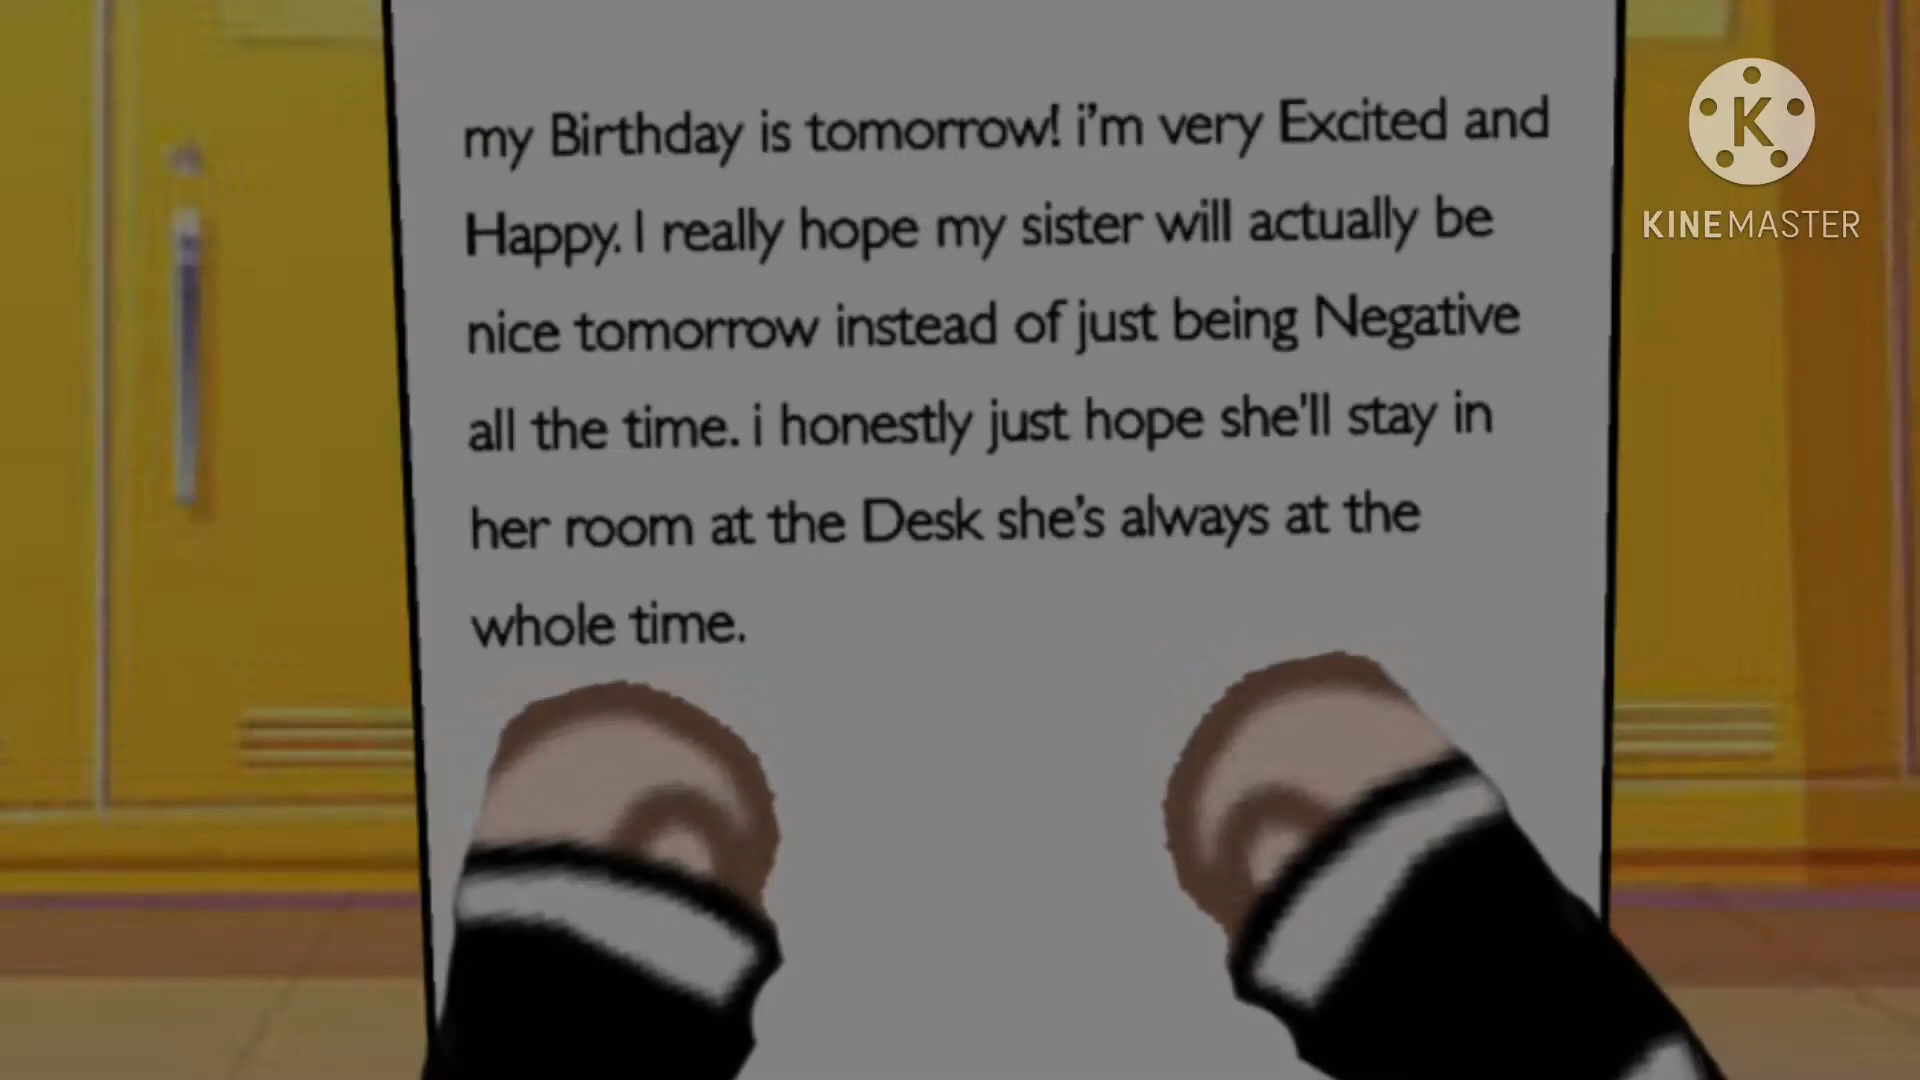 my Birthday is tomorrow! i'm very Excited and
Happy. I really hope my sister will actually be
nice tomorrow instead of just being Negative
all the time. i honestly just hope she'll stay in
her room at the Desk she's always at the
whole time.
K
KINEMASTER